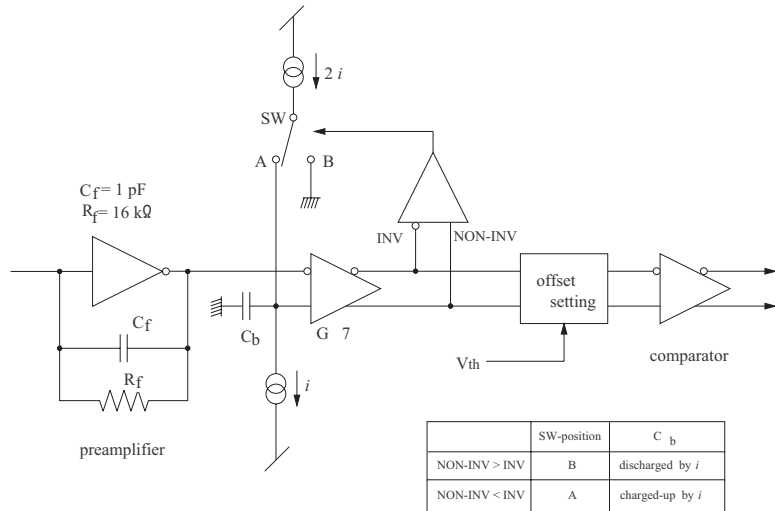 2 i
SW
A
B
Cf= 1 pF
Rf= 16 kΩ
INV
NON-INV
offset
setting
Cf
Cb
G 7
Rf
i
Vth
comparator
preamplifier
SW-position C b
NON-INV > INV B discharged by i
NON-INV < INV A charged-up by i